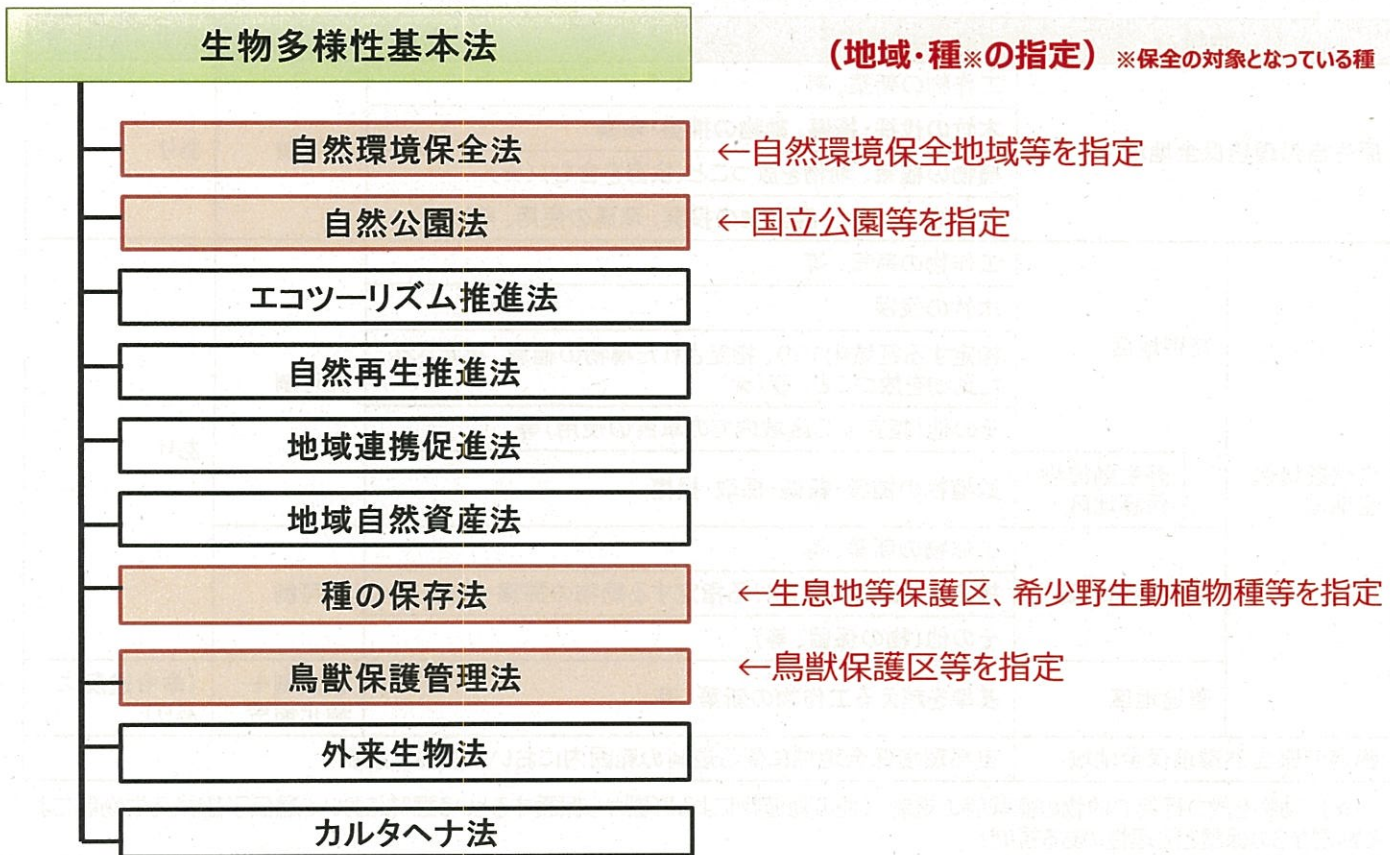 生物多様性基本法
(地域・種※の指定) ※保全の対象となっている種
自然環境保全法
←自然環境保全地域等を指定
自然公園法
←国立公園等を指定
エコツーリズム推進法
自然再生推進法
地域連携促進法
地域自然資産法
種の保存法
←生息地等保護区、希少野生動植物種等を指定
鳥獣保護管理法
←鳥獣保護区等を指定
外来生物法
カルタヘナ法